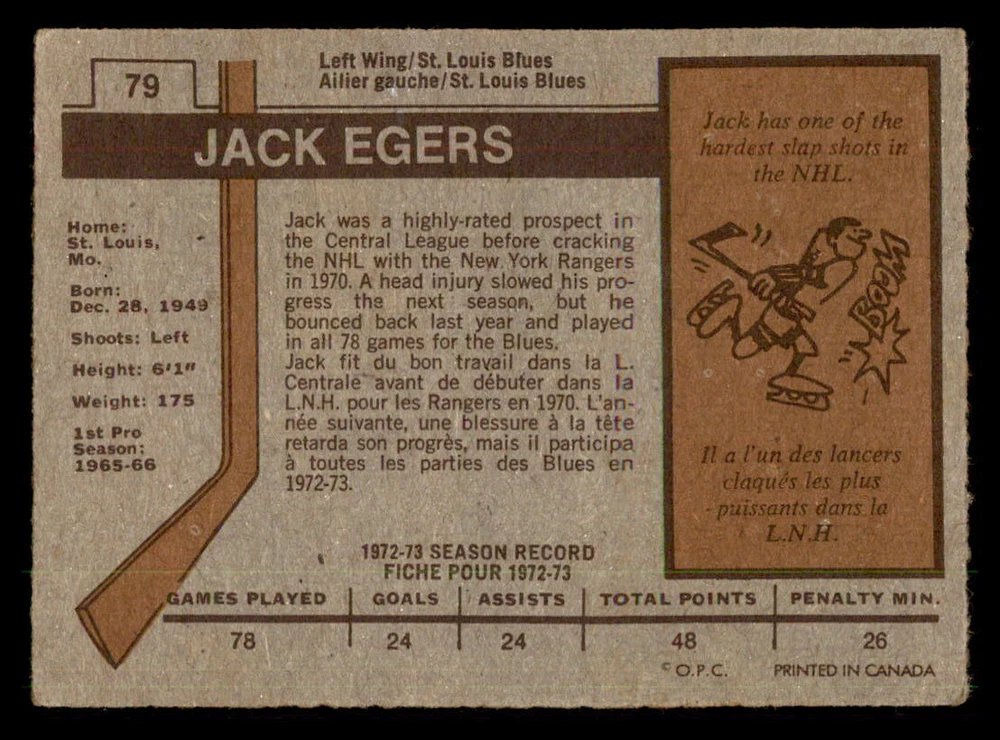 79
Left Wing/St. Louis Blues
Ailier gauche/St. Louis Blues
JACK EGERS
Home:
St. Louis,
Mo.
Born:
Dec. 28, 1949
Shoots: Left
Height: 6'1"
Weight: 175
1st Pro
Season:
1965-66
Jack was a highly-rated prospect in
the Central League before cracking
the NHL with the New York Rangers
in 1970. A head injury slowed his pro-
gress the next season, but he
bounced back last year and played
in all 78 games for the Blues.
Jack fit du bon travail dans la L.
Centrale avant de débuter dans la
L.N.H. pour les Rangers en 1970. L'an-
née suivante, une blessure à la tête
retarda son progrès, mais il participa
à toutes les parties des Blues en
1972-73.
Jack has one of the
hardest slap shots in
the NHL.
BOOM
Il a l'un des lancers
claqués les plus
puissants dans la
L.N.H.
1972-73 SEASON RECORD
FICHE POUR 1972-73
GAMES PLAYED GOALS ASSISTS TOTAL POINTS PENALTY MIN.
78 24 24 48 26
© O.P.C. PRINTED IN CANADA